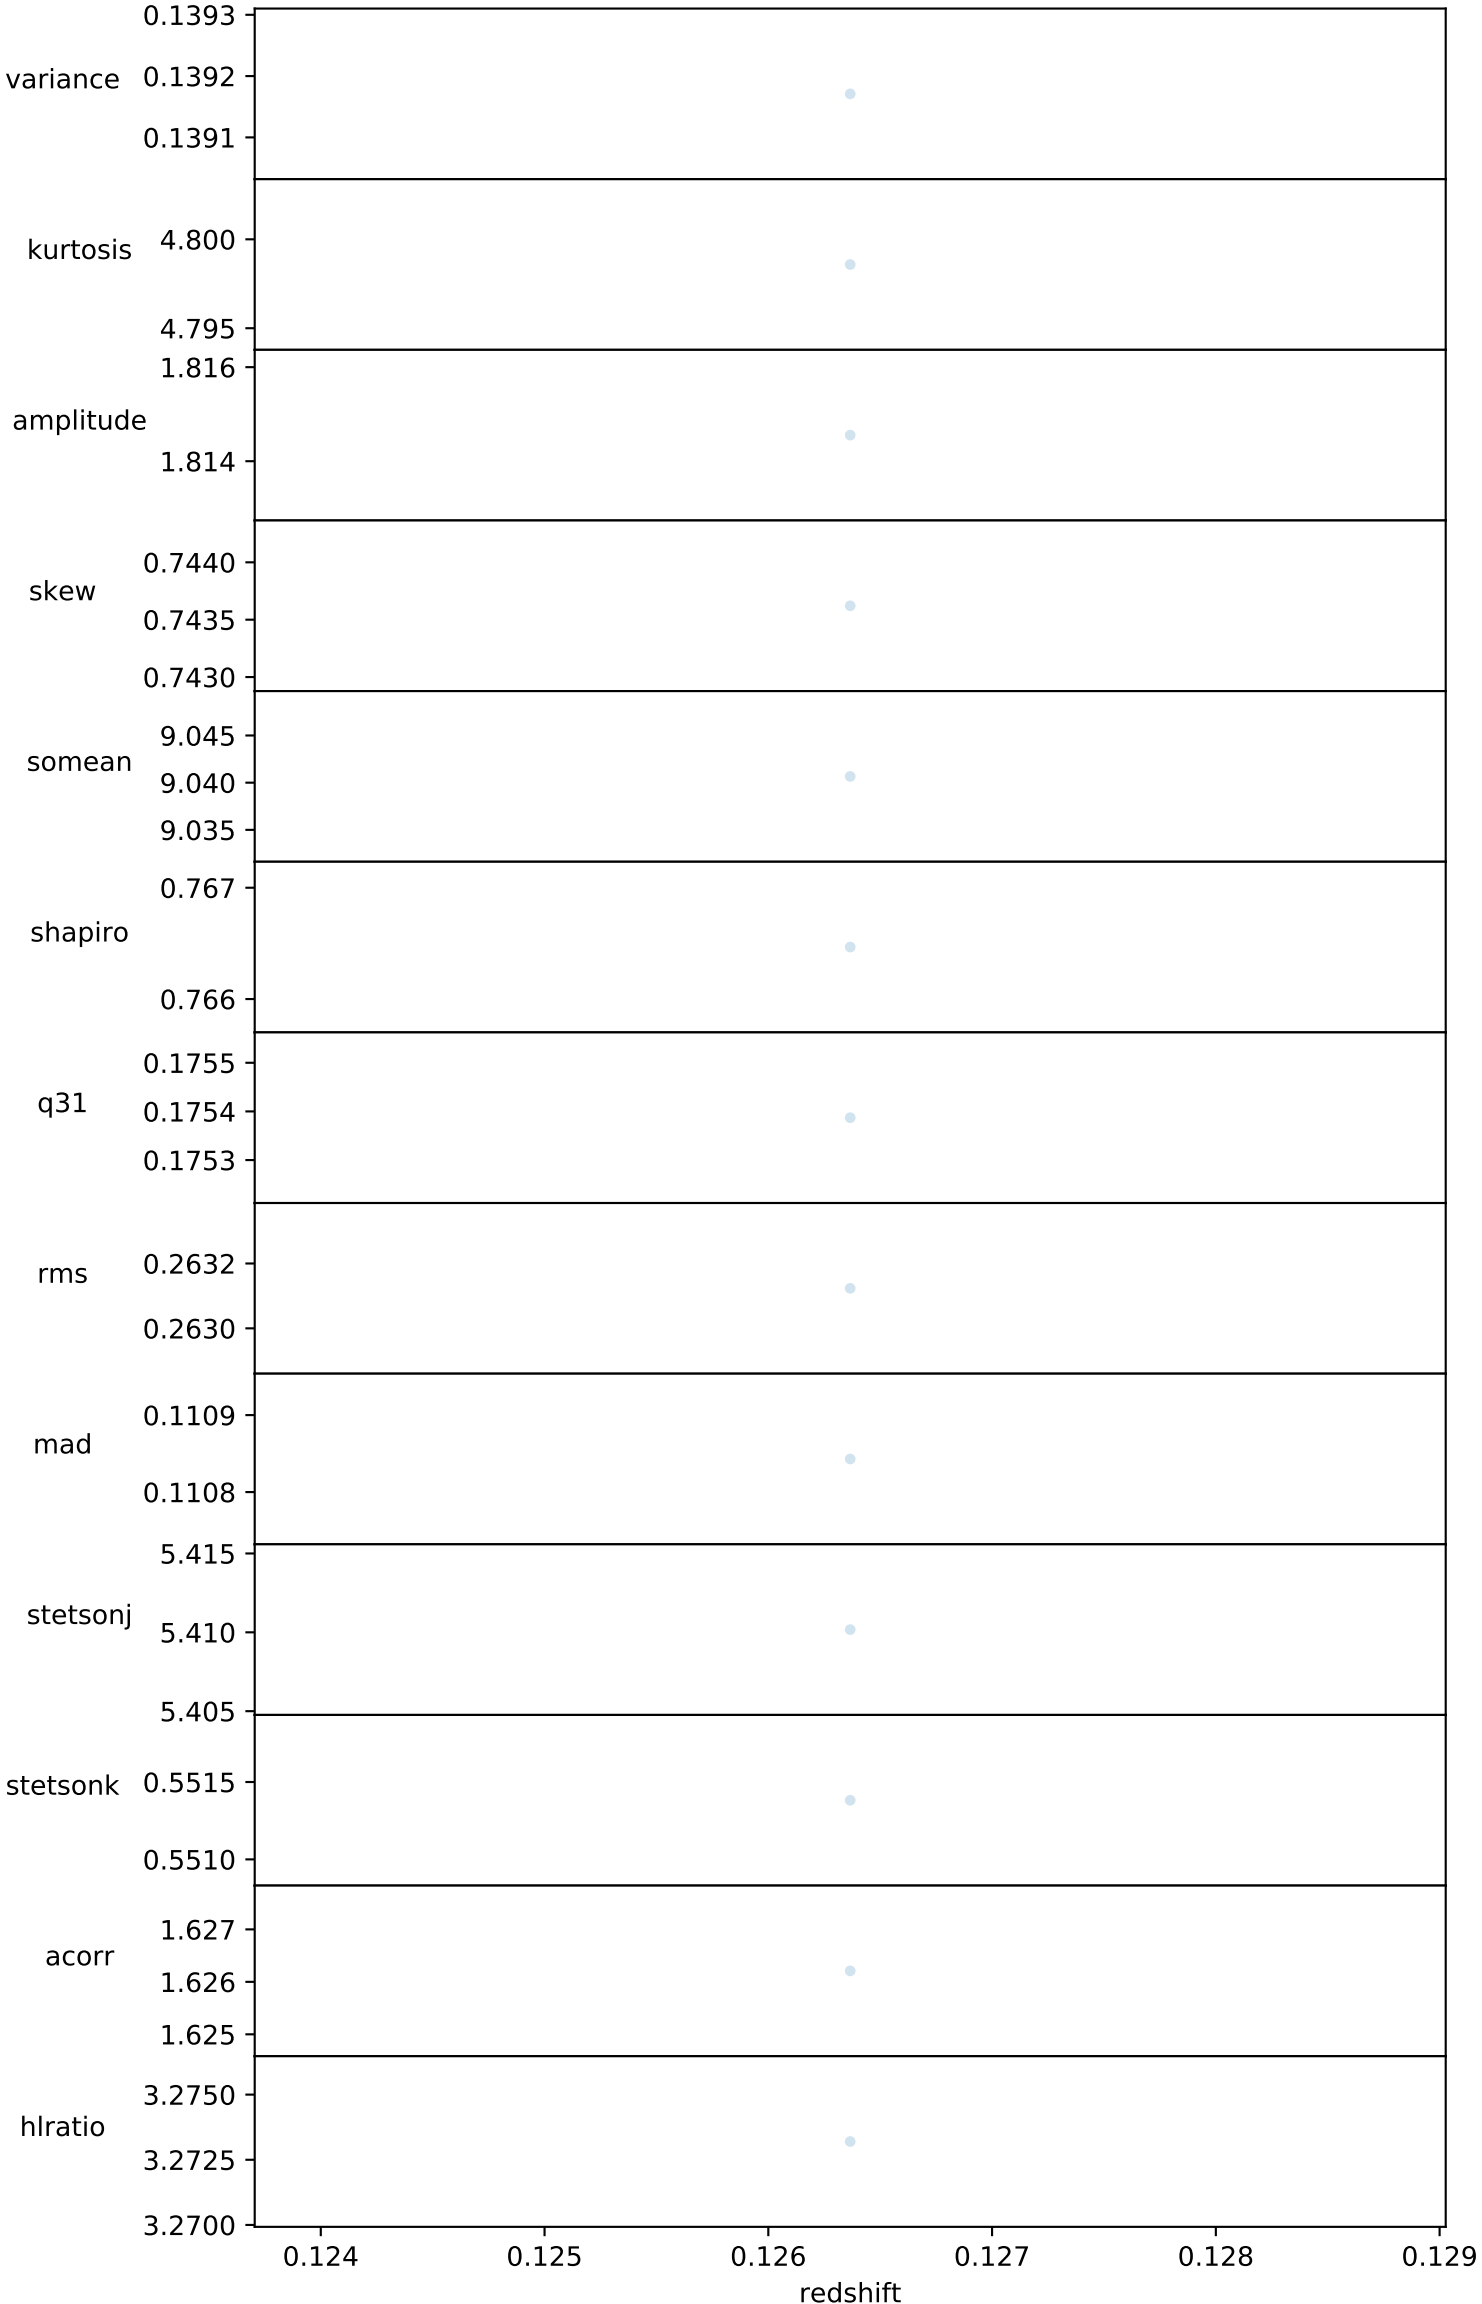 0.1393
variance 0.1392
0.1391
kurtosis 4.800
4.795
1.816
amplitude
1.814
0.7440
skew
0.7435
0.7430
9.045
somean
9.040
9.035
0.767
shapiro
0.766
0.1755
q31 0.1754
0.1753
rms 0.2632
0.2630
0.1109
mad
0.1108
5.415
stetsonj
5.410
5.405
stetsonk 0.5515
0.5510
1.627
acorr
1.626
1.625
3.2750
hlratio
3.2725
3.2700
0.124 0.125 0.126 0.127 0.128 0.129
redshift